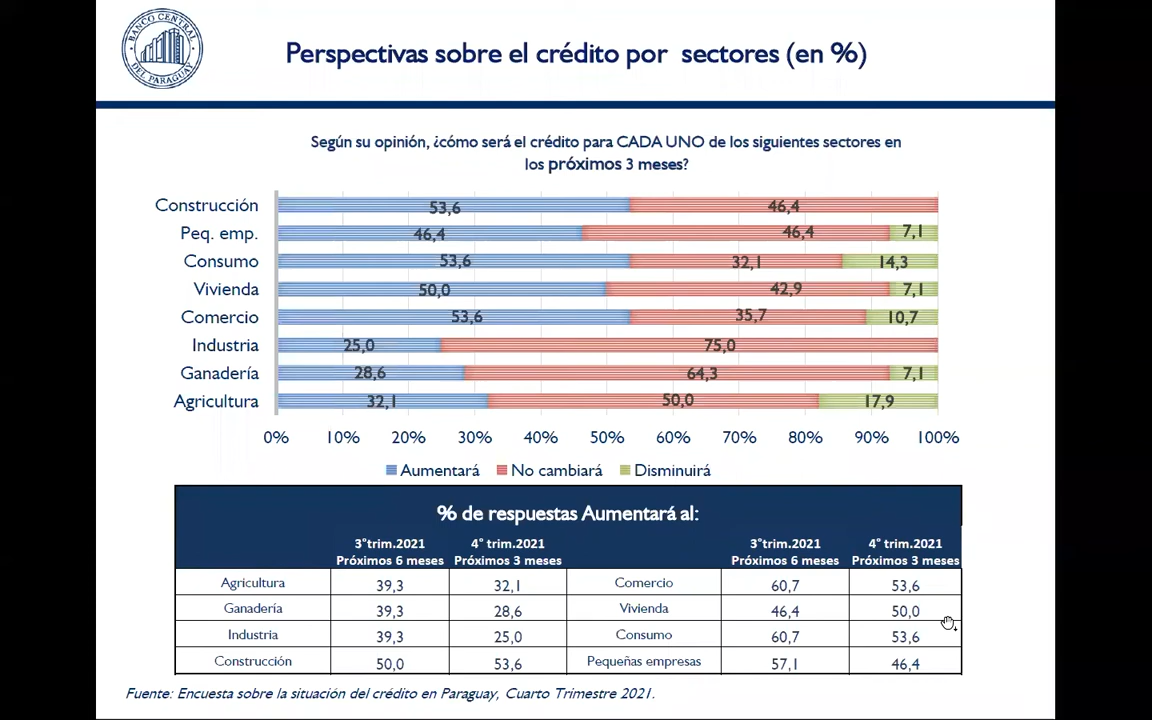 BANCO CENTRAL
DEL PARAGUAY
Perspectivas sobre el crédito por sectores (en %)
Según su opinión, ¿cómo será el crédito para CADA UNO de los siguientes sectores en
los próximos 3 meses?
Construcción 53,6 46,4
Peq. emp. 46,4 46,4 7,1
Consumo 53,6 32,1 14,3
Vivienda 50,0 42,9 7,1
Comercio 53,6 35,7 10,7
Industria 25,0 75,0
Ganadería 28,6 64,3 7,1
Agricultura 32,1 50,0 17,9
0% 10% 20% 30% 40% 50% 60% 70% 80% 90% 100%
Aumentará No cambiará Disminuirá
% de respuestas Aumentará al:
3°trim.2021 4° trim.2021 3°trim.2021 4° trim.2021
Próximos 6 meses Próximos 3 meses Próximos 6 meses Próximos 3 meses
Agricultura 39,3 32,1 Comercio 60,7 53,6
Ganadería 39,3 28,6 Vivienda 46,4 50,0
Industria 39,3 25,0 Consumo 60,7 53,6
Construcción 50,0 53,6 Pequeñas empresas 57,1 46,4
Fuente: Encuesta sobre la situación del crédito en Paraguay, Cuarto Trimestre 2021.